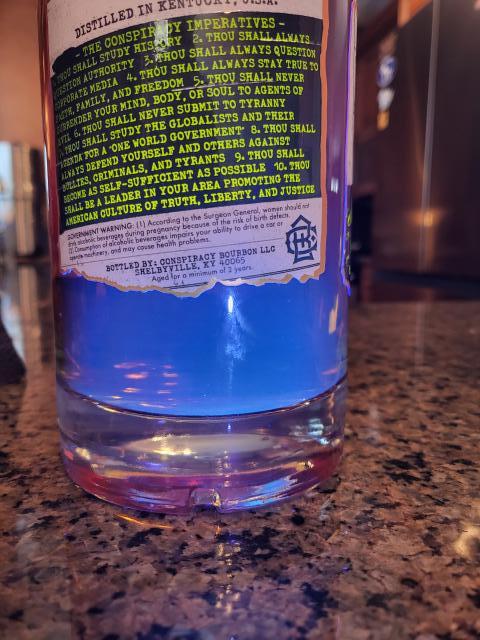 DISTILLED IN KENTUCKY, U.S.A.
- THE CONSPIRACY IMPERATIVES -
THOU SHALL STUDY HISTORY 2. THOU SHALL ALWAYS
QUESTION AUTHORITY 3. THOU SHALL ALWAYS QUESTION
CORPORATE MEDIA 4. THOU SHALL ALWAYS STAY TRUE TO
FAITH, FAMILY, AND FREEDOM 5. THOU SHALL NEVER
SURRENDER YOUR MIND, BODY, OR SOUL TO AGENTS OF
EVIL 6. THOU SHALL NEVER SUBMIT TO TYRANNY
7. THOU SHALL STUDY THE GLOBALISTS AND THEIR
AGENDA FOR A 'ONE WORLD GOVERNMENT' 8. THOU SHALL
ALWAYS DEFEND YOURSELF AND OTHERS AGAINST
BULLIES, CRIMINALS, AND TYRANTS 9. THOU SHALL
BECOME AS SELF-SUFFICIENT AS POSSIBLE 10. THOU
SHALL BE A LEADER IN YOUR AREA PROMOTING THE
AMERICAN CULTURE OF TRUTH, LIBERTY, AND JUSTICE
GOVERNMENT WARNING: (1) According to the Surgeon General, women should not
drink alcoholic beverages during pregnancy because of the risk of birth defects.
(2) Consumption of alcoholic beverages impairs your ability to drive a car or
operate machinery, and may cause health problems.
BOTTLED BY: CONSPIRACY BOURBON LLC
SHELBYVILLE, KY 40065
Aged for a minimum of 2 years.